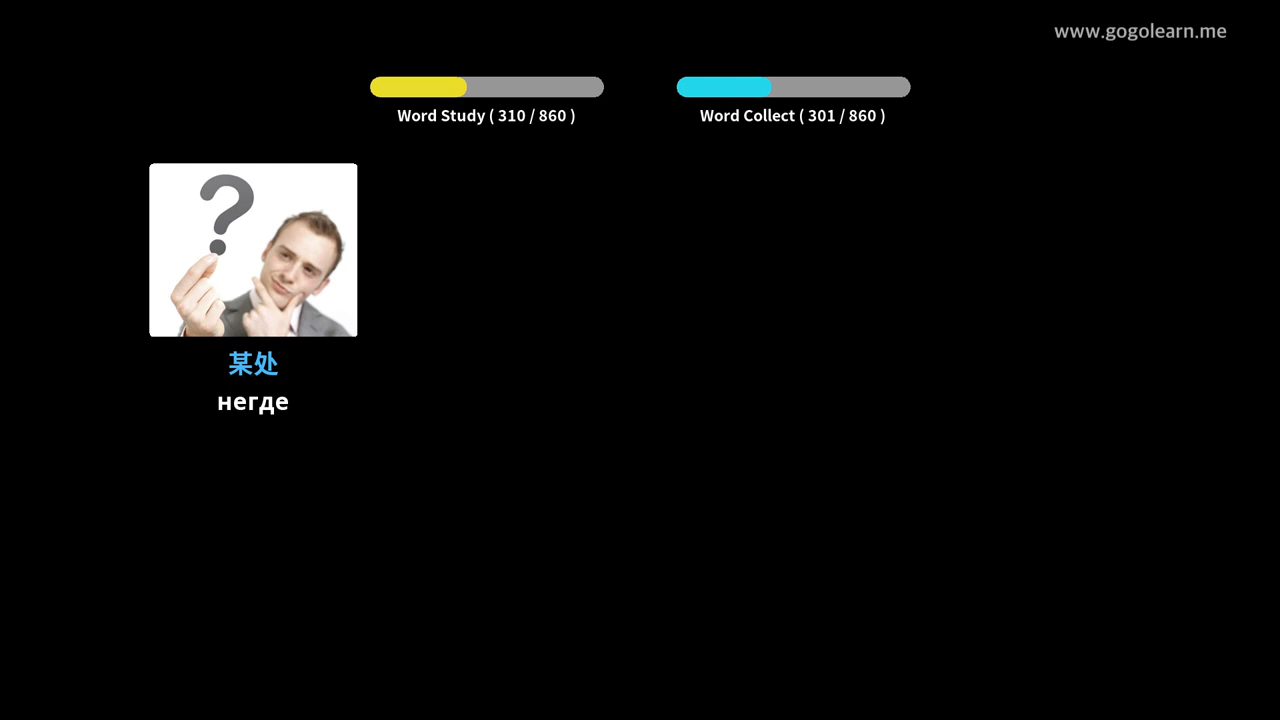 www.gogolearn.me
Word Study ( 310 / 860 )
Word Collect ( 301 / 860 )
?
某处
негде